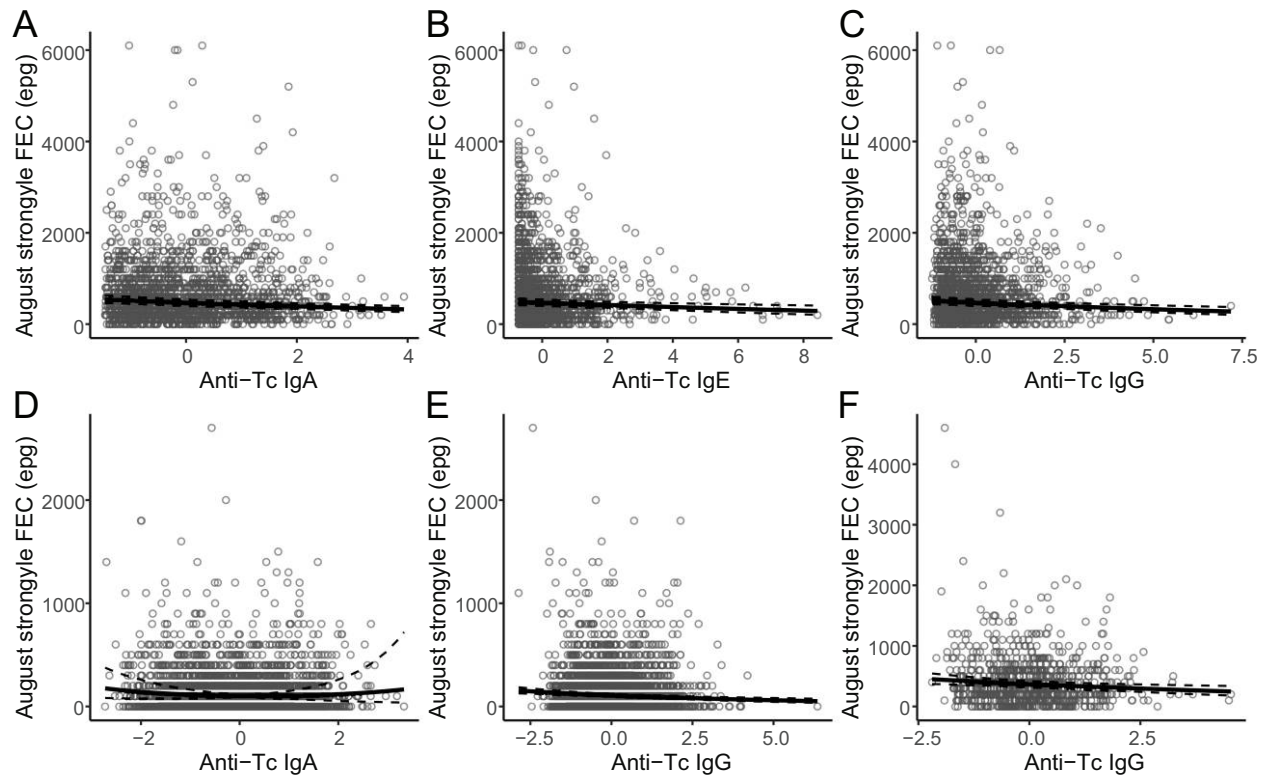 A
August strongyle FEC (epg)
6000
4000
2000
0
0
2
4
Anti−Tc IgA
B
August strongyle FEC (epg)
6000
4000
2000
0
0
2
4
6
8
Anti−Tc IgE
C
August strongyle FEC (epg)
6000
4000
2000
0
0.0
2.5
5.0
7.5
Anti−Tc IgG
D
August strongyle FEC (epg)
2000
1000
0
−2
0
2
Anti−Tc IgA
E
August strongyle FEC (epg)
2000
1000
0
−2.5
0.0
2.5
5.0
Anti−Tc IgG
F
August strongyle FEC (epg)
4000
3000
2000
1000
0
−2.5
0.0
2.5
Anti−Tc IgG